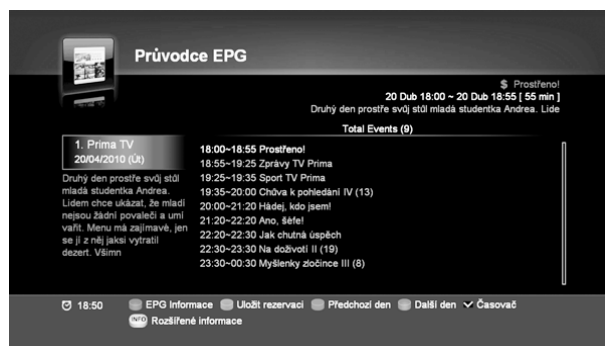 Průvodce EPG
$ Prostřeno!
20 Dub 18:00 ~ 20 Dub 18:55 [ 55 min ]
Druhý den prostře svůj stůl mladá studentka Andrea. Lide
Total Events (9)
1. Prima TV
20/04/2010 (Út)
Druhý den prostře svůj stůl
mladá studentka Andrea.
Lidem chce ukázat, že mladí
nejsou žádní povaleči a umí
vařit. Menu má zajímavé, jen
se jí z něj jaksi vytratil
dezert. Všimn
18:00~18:55 Prostřeno!
18:55~19:25 Zprávy TV Prima
19:25~19:35 Sport TV Prima
19:35~20:00 Chůva k pohledání IV (13)
20:00~21:20 Hádej, kdo jsem!
21:20~22:20 Ano, šéfe!
22:20~22:30 Jak chutná úspěch
22:30~23:30 Na doživotí II (19)
23:30~00:30 Myšlenky zločince III (8)
18:50 EPG Informace Uložit rezervaci Předchozí den Další den Časovač
INFO Rozšířené informace